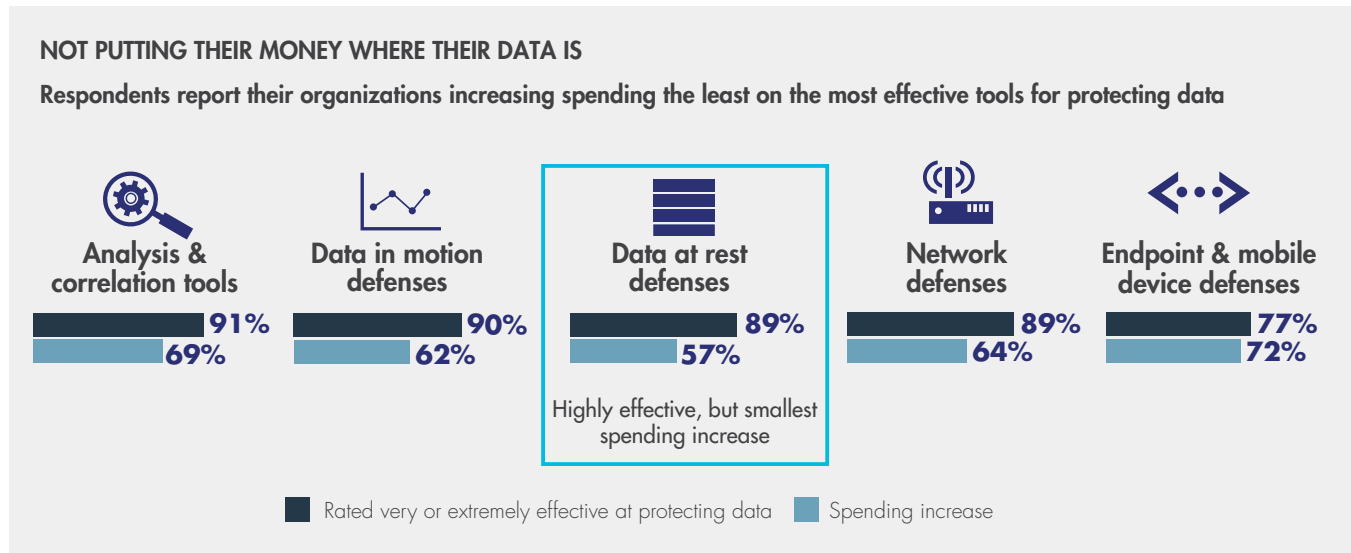 NOT PUTTING THEIR MONEY WHERE THEIR DATA IS
Respondents report their organizations increasing spending the least on the most effective tools for protecting data
Analysis &
correlation tools
91%
69%
Data in motion
defenses
90%
62%
Data at rest
defenses
89%
57%
Highly effective, but smallest
spending increase
Network
defenses
89%
64%
Endpoint & mobile
device defenses
77%
72%
Rated very or extremely effective at protecting data
Spending increase